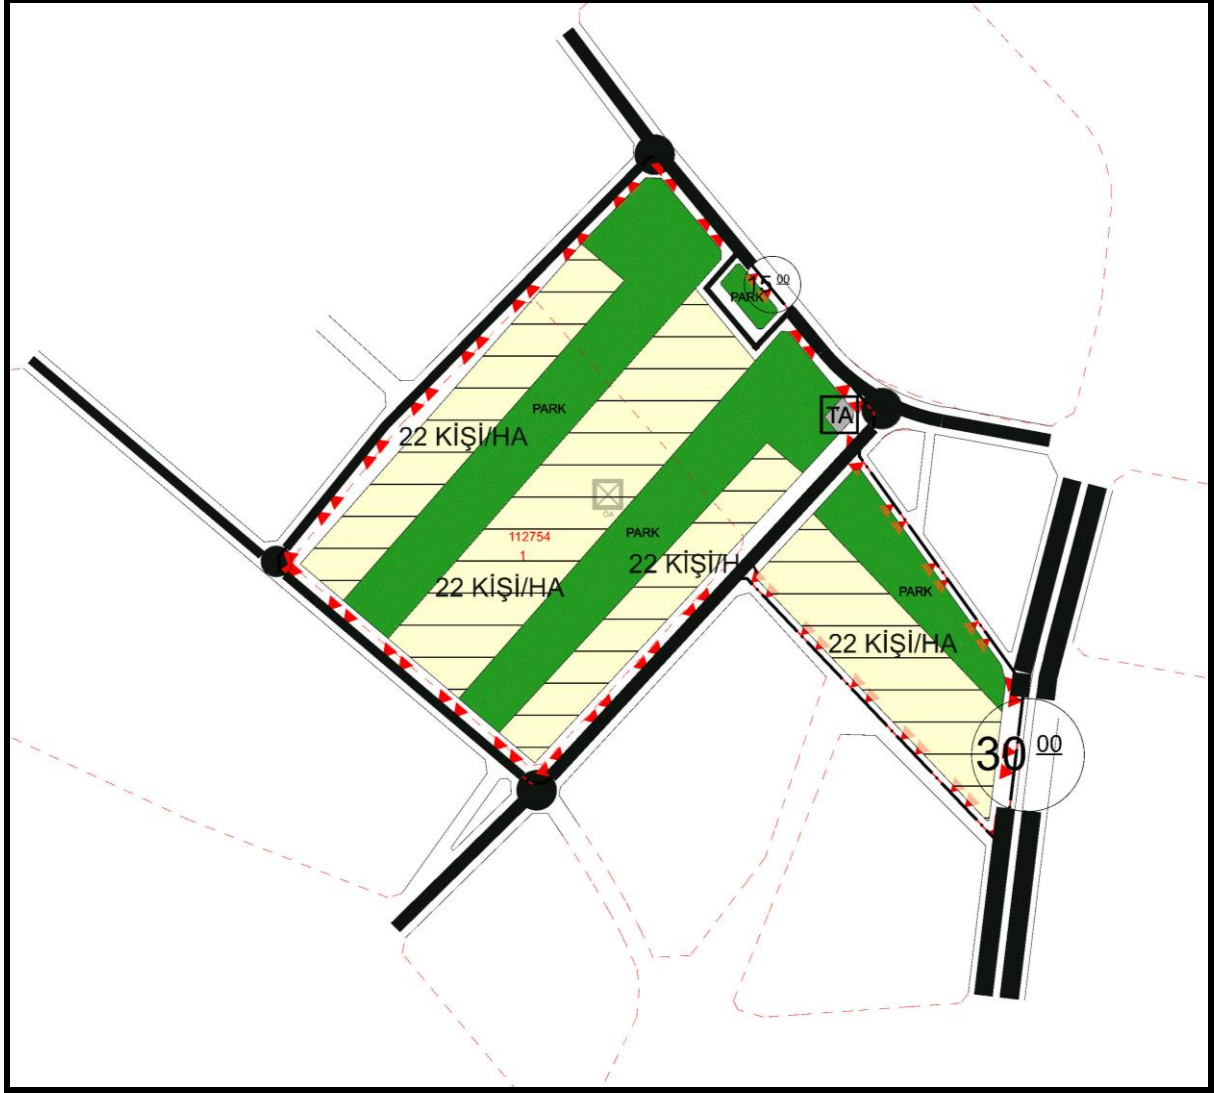 15 00
PARK
PARK
TA
22 KİŞİ/HA
ÖA
112754
1
PARK
22 KİŞİ/H
22 KİŞİ/HA
PARK
22 KİŞİ/HA
30 00